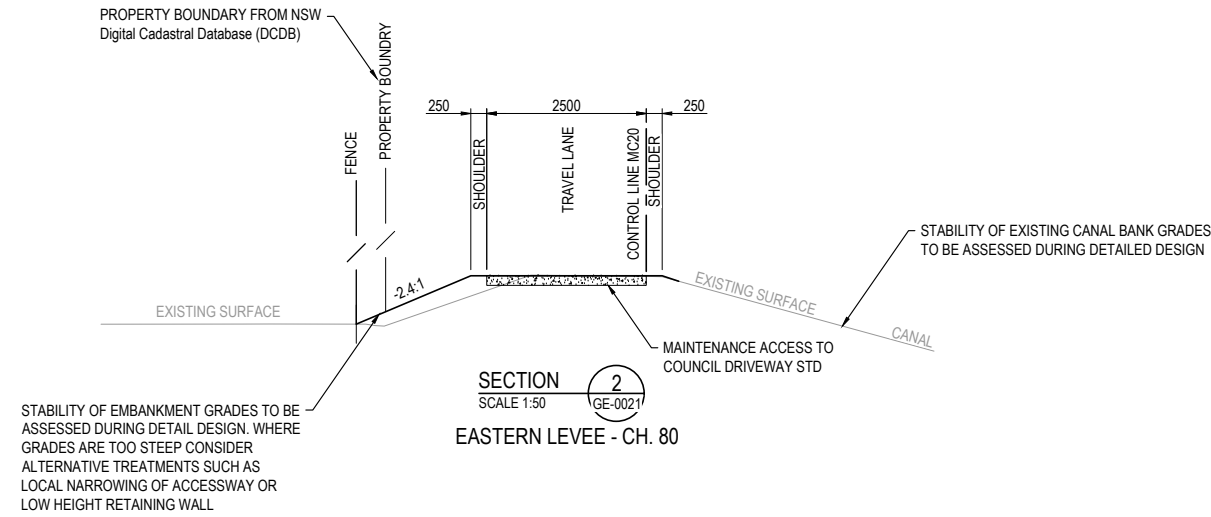 PROPERTY BOUNDARY FROM NSW
Digital Cadastral Database (DCDB)
FENCE
PROPERTY BOUNDRY
250
2500
250
SHOULDER
TRAVEL LANE
CONTROL LINE MC20
SHOULDER
STABILITY OF EXISTING CANAL BANK GRADES
TO BE ASSESSED DURING DETAILED DESIGN
-2.4:1
EXISTING SURFACE
EXISTING SURFACE
CANAL
MAINTENANCE ACCESS TO
COUNCIL DRIVEWAY STD
SECTION
SCALE 1:50
2
GE-0021
EASTERN LEVEE - CH. 80
STABILITY OF EMBANKMENT GRADES TO BE
ASSESSED DURING DETAIL DESIGN. WHERE
GRADES ARE TOO STEEP CONSIDER
ALTERNATIVE TREATMENTS SUCH AS
LOCAL NARROWING OF ACCESSWAY OR
LOW HEIGHT RETAINING WALL